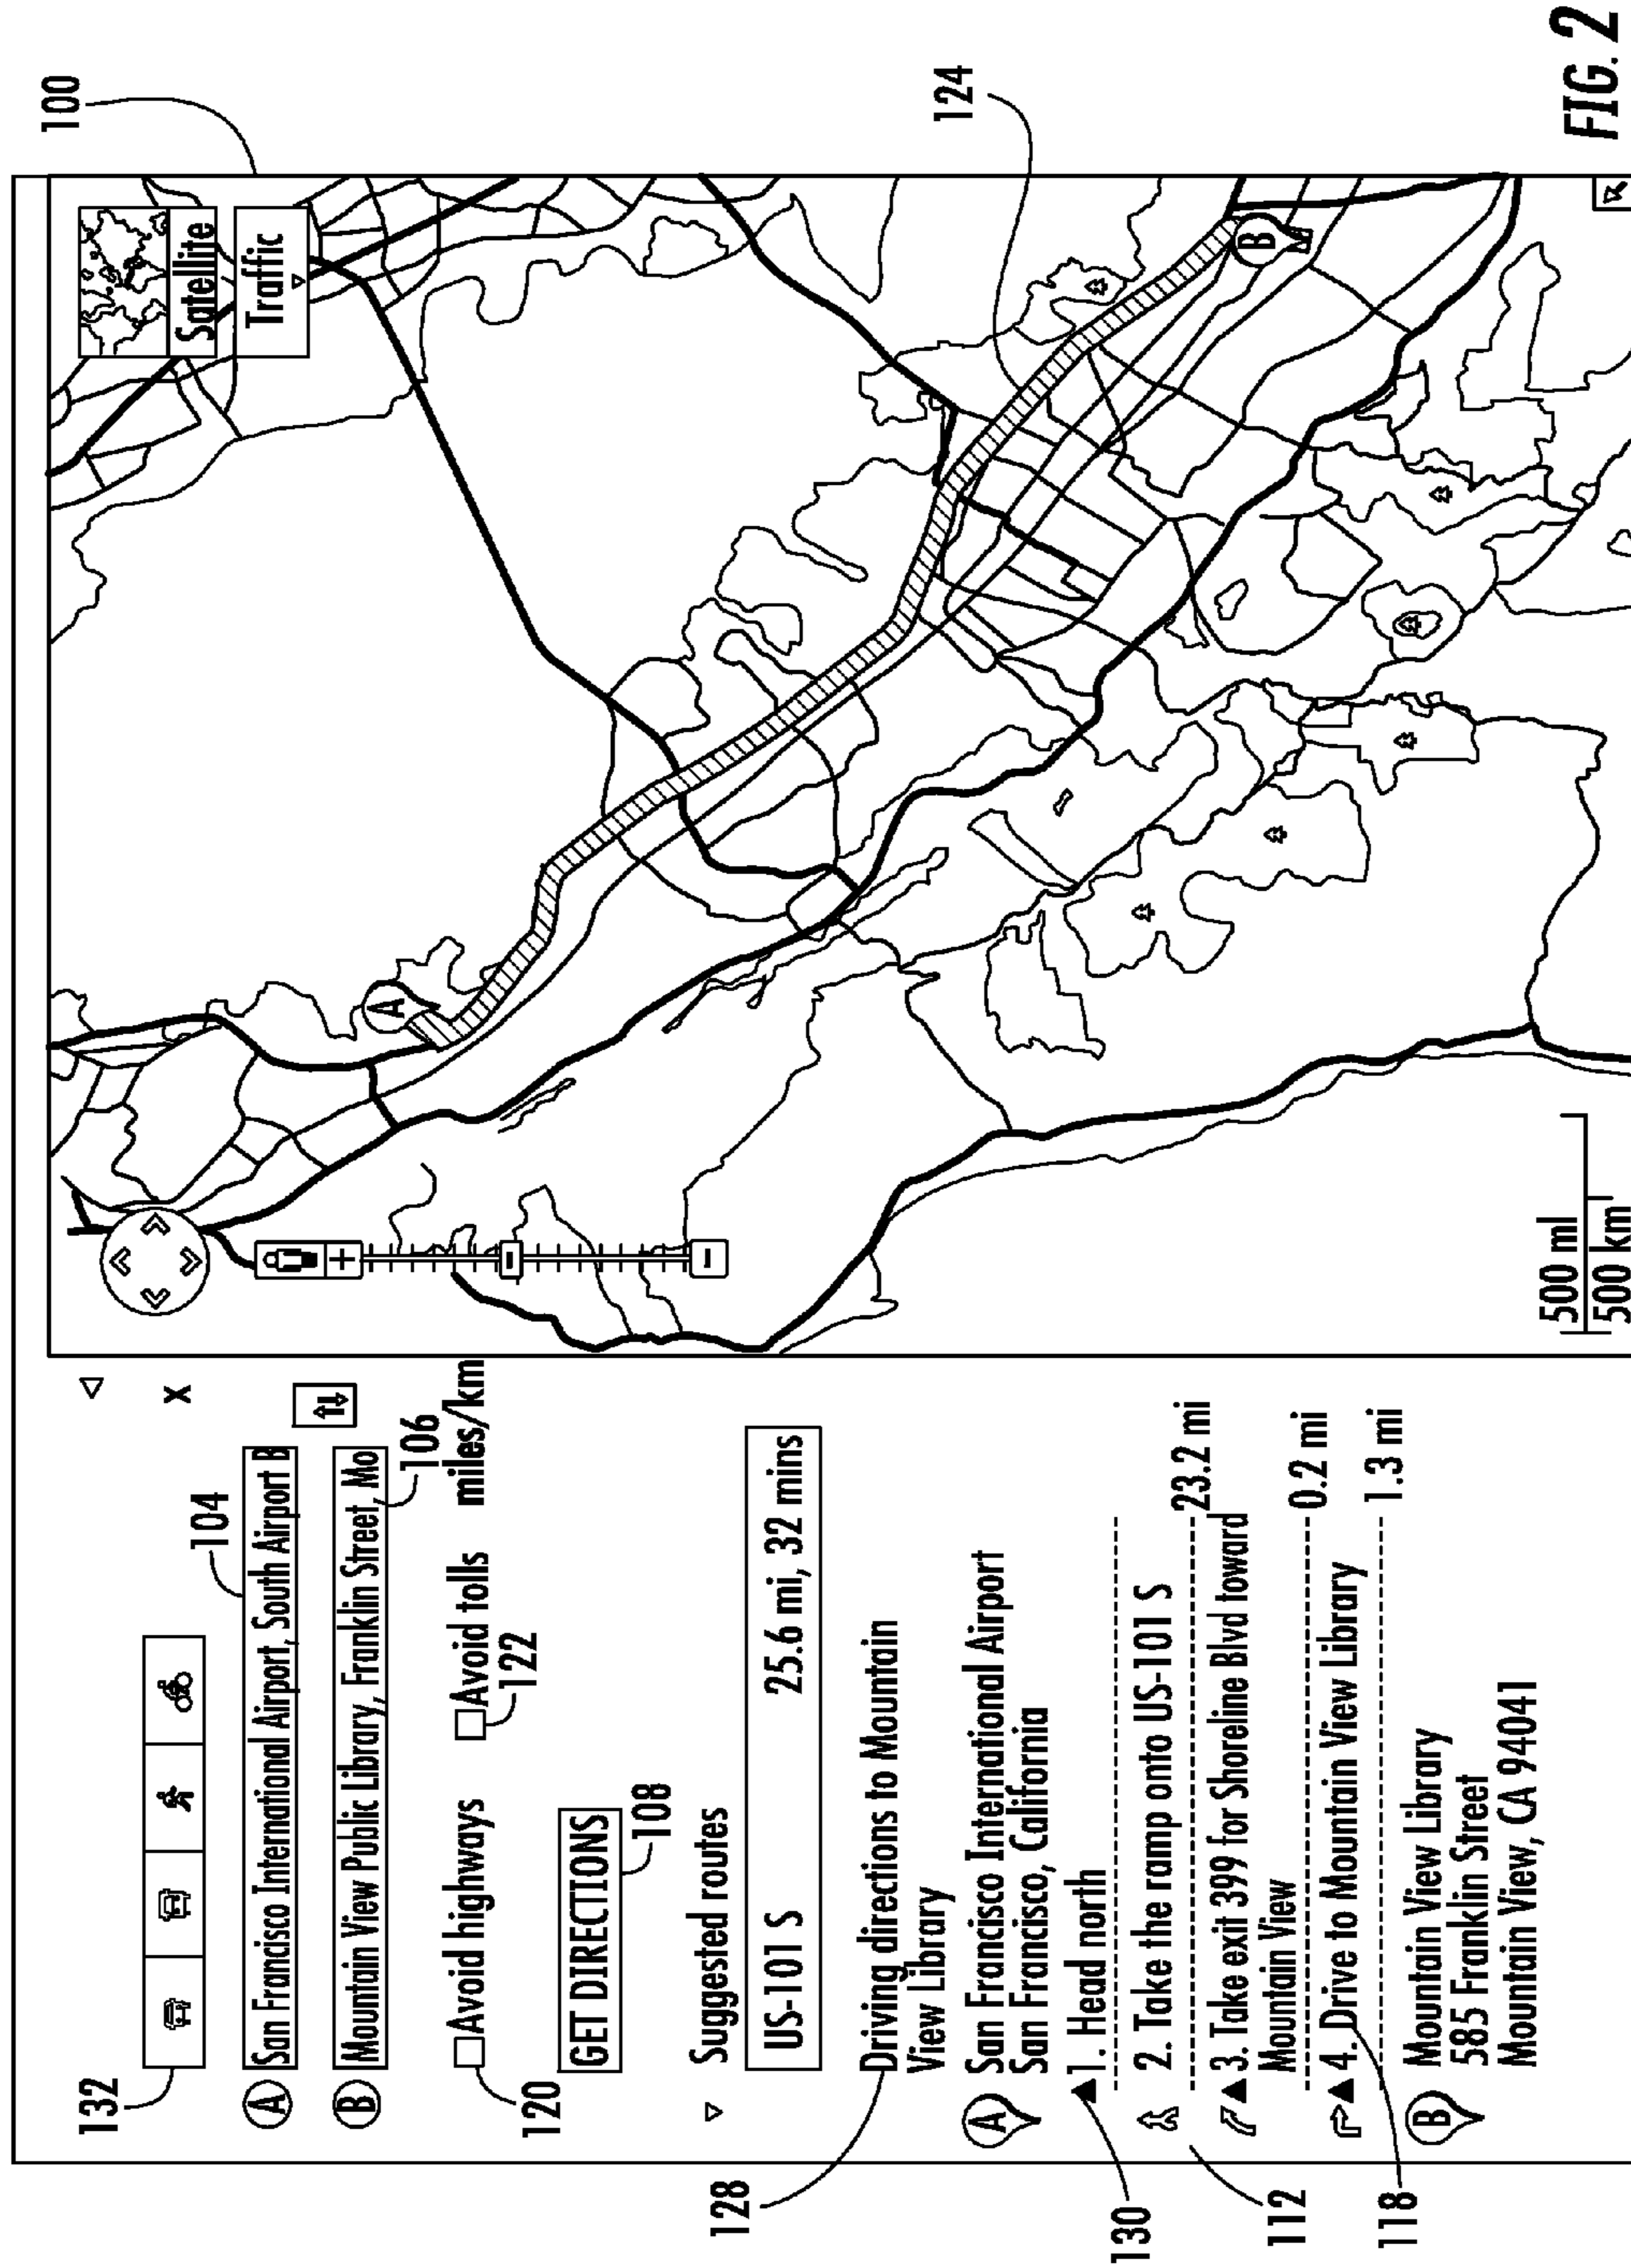 132
104
A San Francisco International Airport, South Airport B
B Mountain View Public Library, Franklin Street, Mo
x
106
Avoid highways
Avoid tolls
miles/km
120
122
GET DIRECTIONS
108
Suggested routes
US-101 S 25.6 mi, 32 mins
128
Driving directions to Mountain
View Library
A San Francisco International Airport
San Francisco, California
130
1. Head north
112
2. Take the ramp onto US-101 S
23.2 mi
3. Take exit 399 for Shoreline Blvd toward
Mountain View
0.2 mi
118
4. Drive to Mountain View Library
1.3 mi
B Mountain View Library
585 Franklin Street
Mountain View, CA 94041
100
Satellite
Traffic
+
-
-
A
B
124
500 ml
500 km
FIG. 2